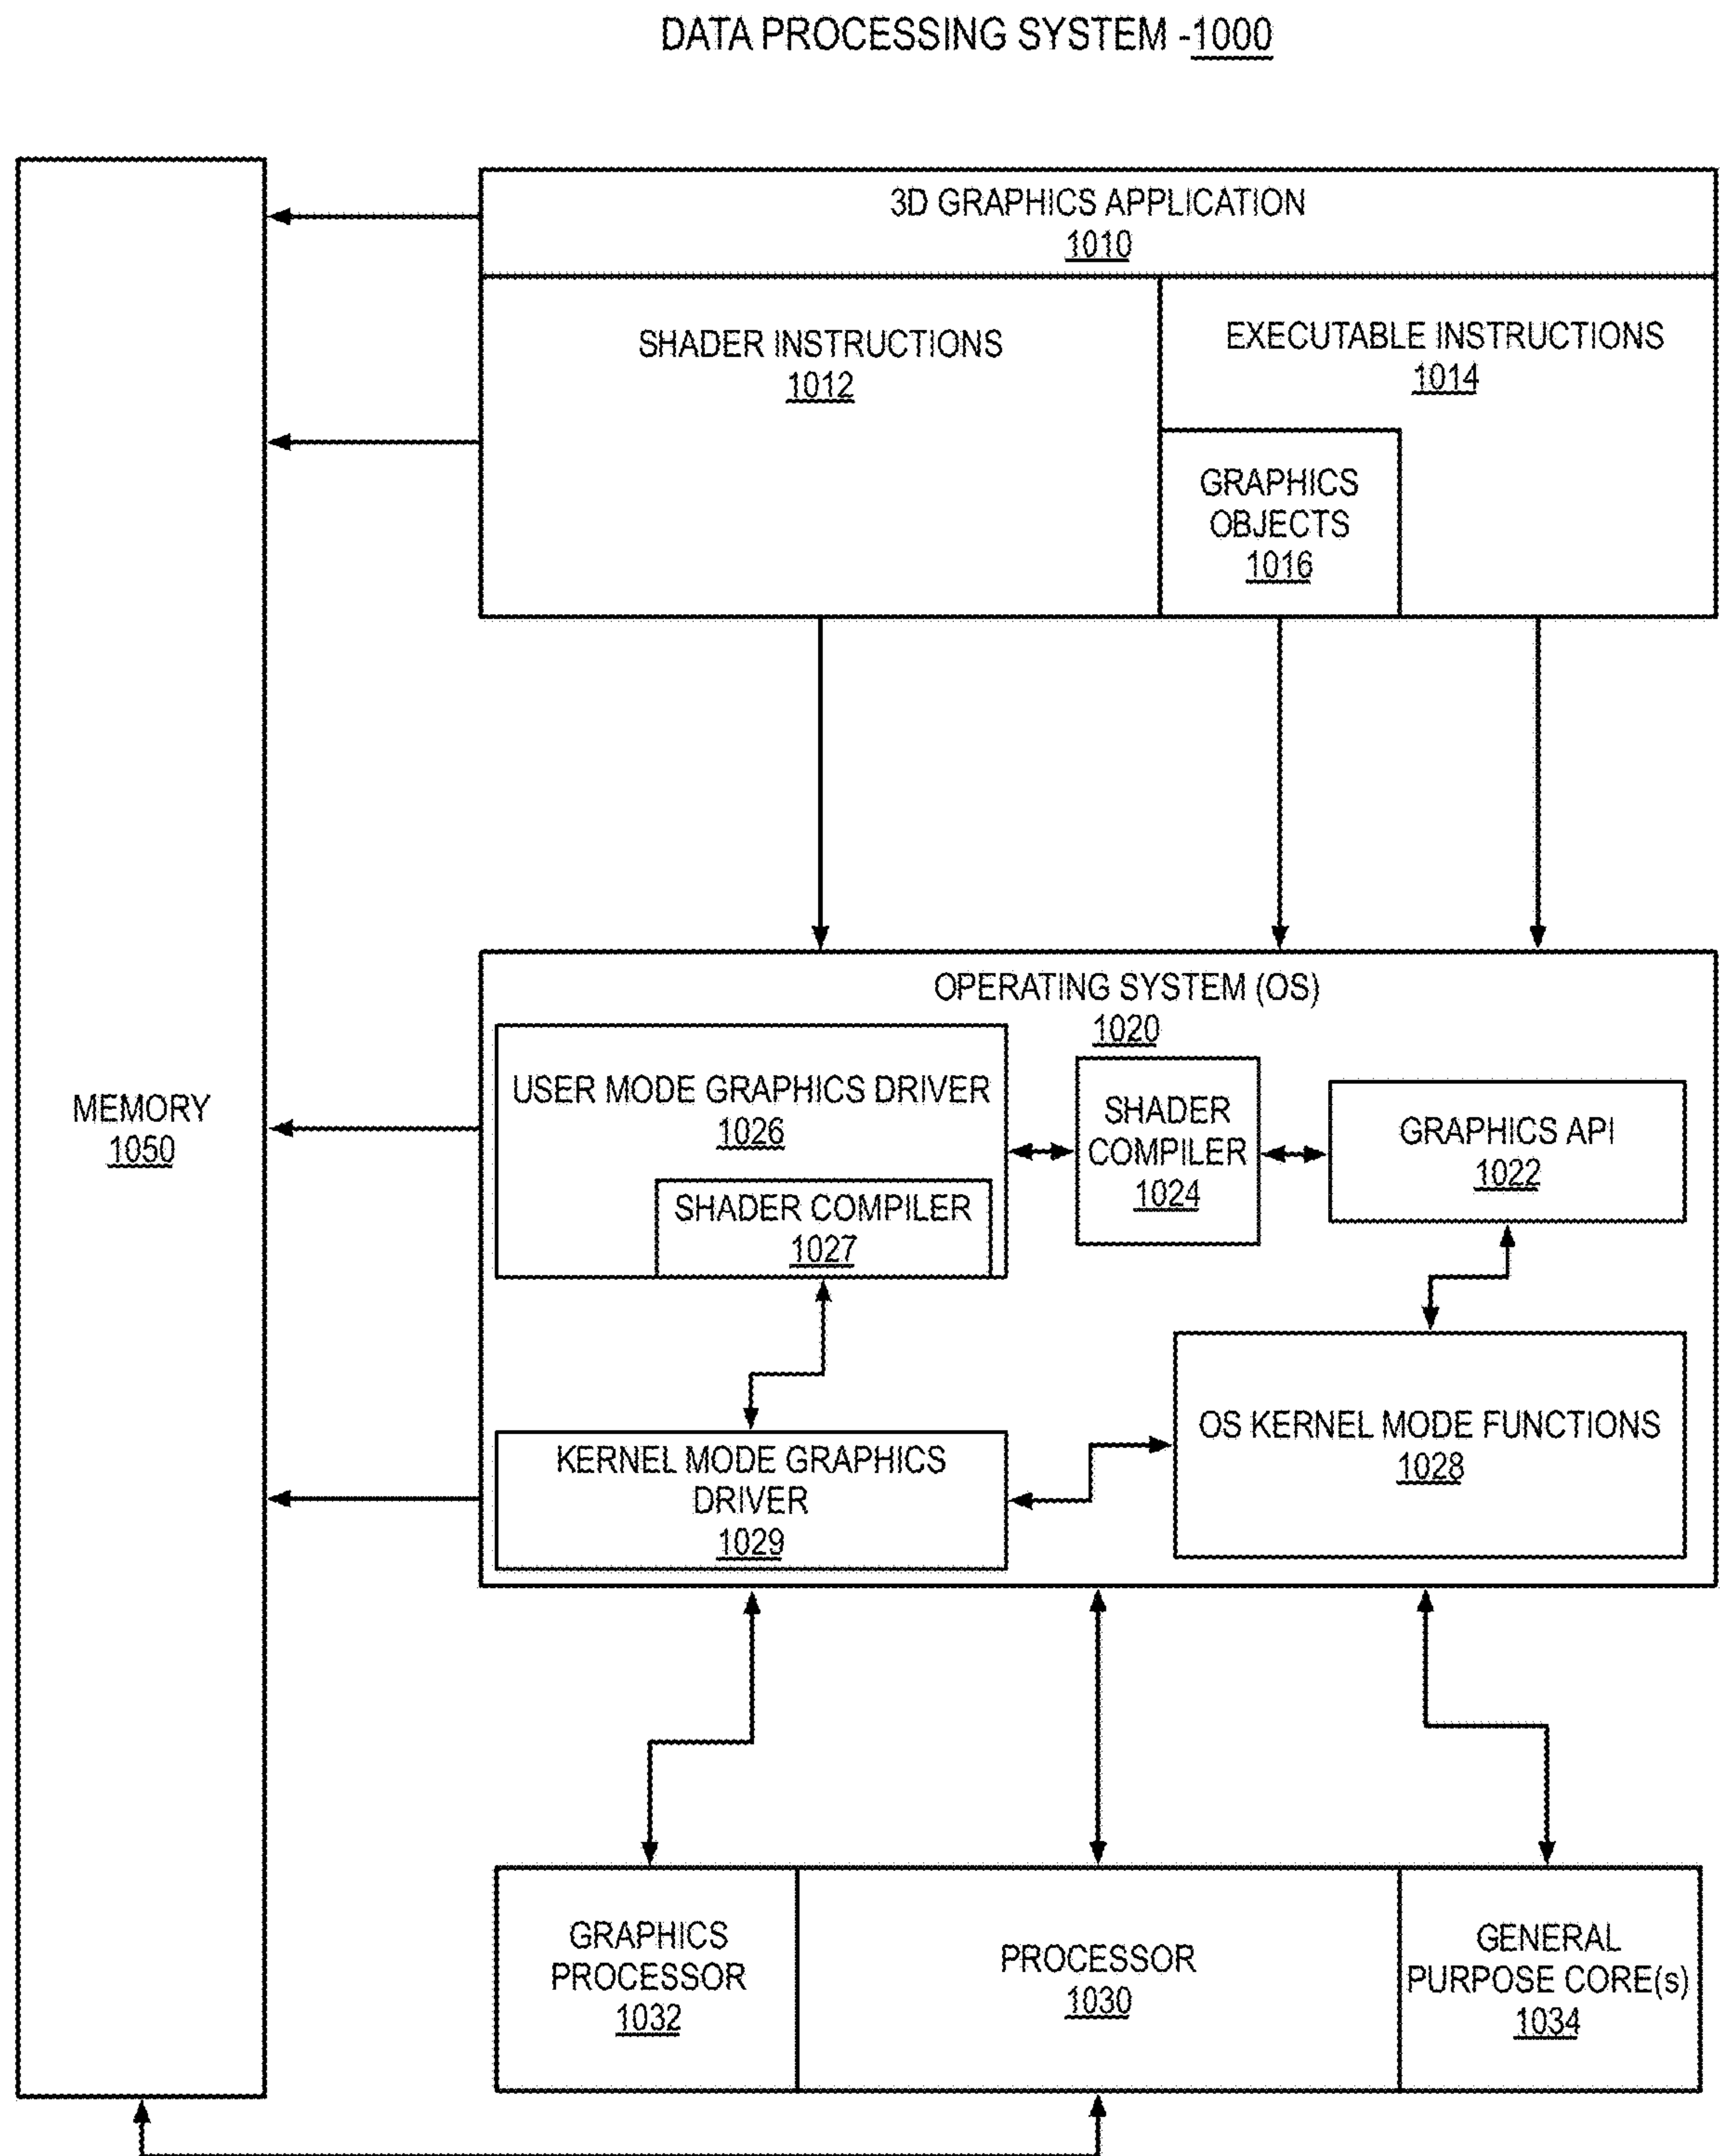 DATA PROCESSING SYSTEM -1000
3D GRAPHICS APPLICATION
1010
SHADER INSTRUCTIONS
1012
EXECUTABLE INSTRUCTIONS
1014
GRAPHICS
OBJECTS
1016
MEMORY
1050
OPERATING SYSTEM (OS)
1020
USER MODE GRAPHICS DRIVER
1026
SHADER COMPILER
1027
SHADER
COMPILER
1024
GRAPHICS API
1022
KERNEL MODE GRAPHICS
DRIVER
1029
OS KERNEL MODE FUNCTIONS
1028
GRAPHICS
PROCESSOR
1032
PROCESSOR
1030
GENERAL
PURPOSE CORE(s)
1034